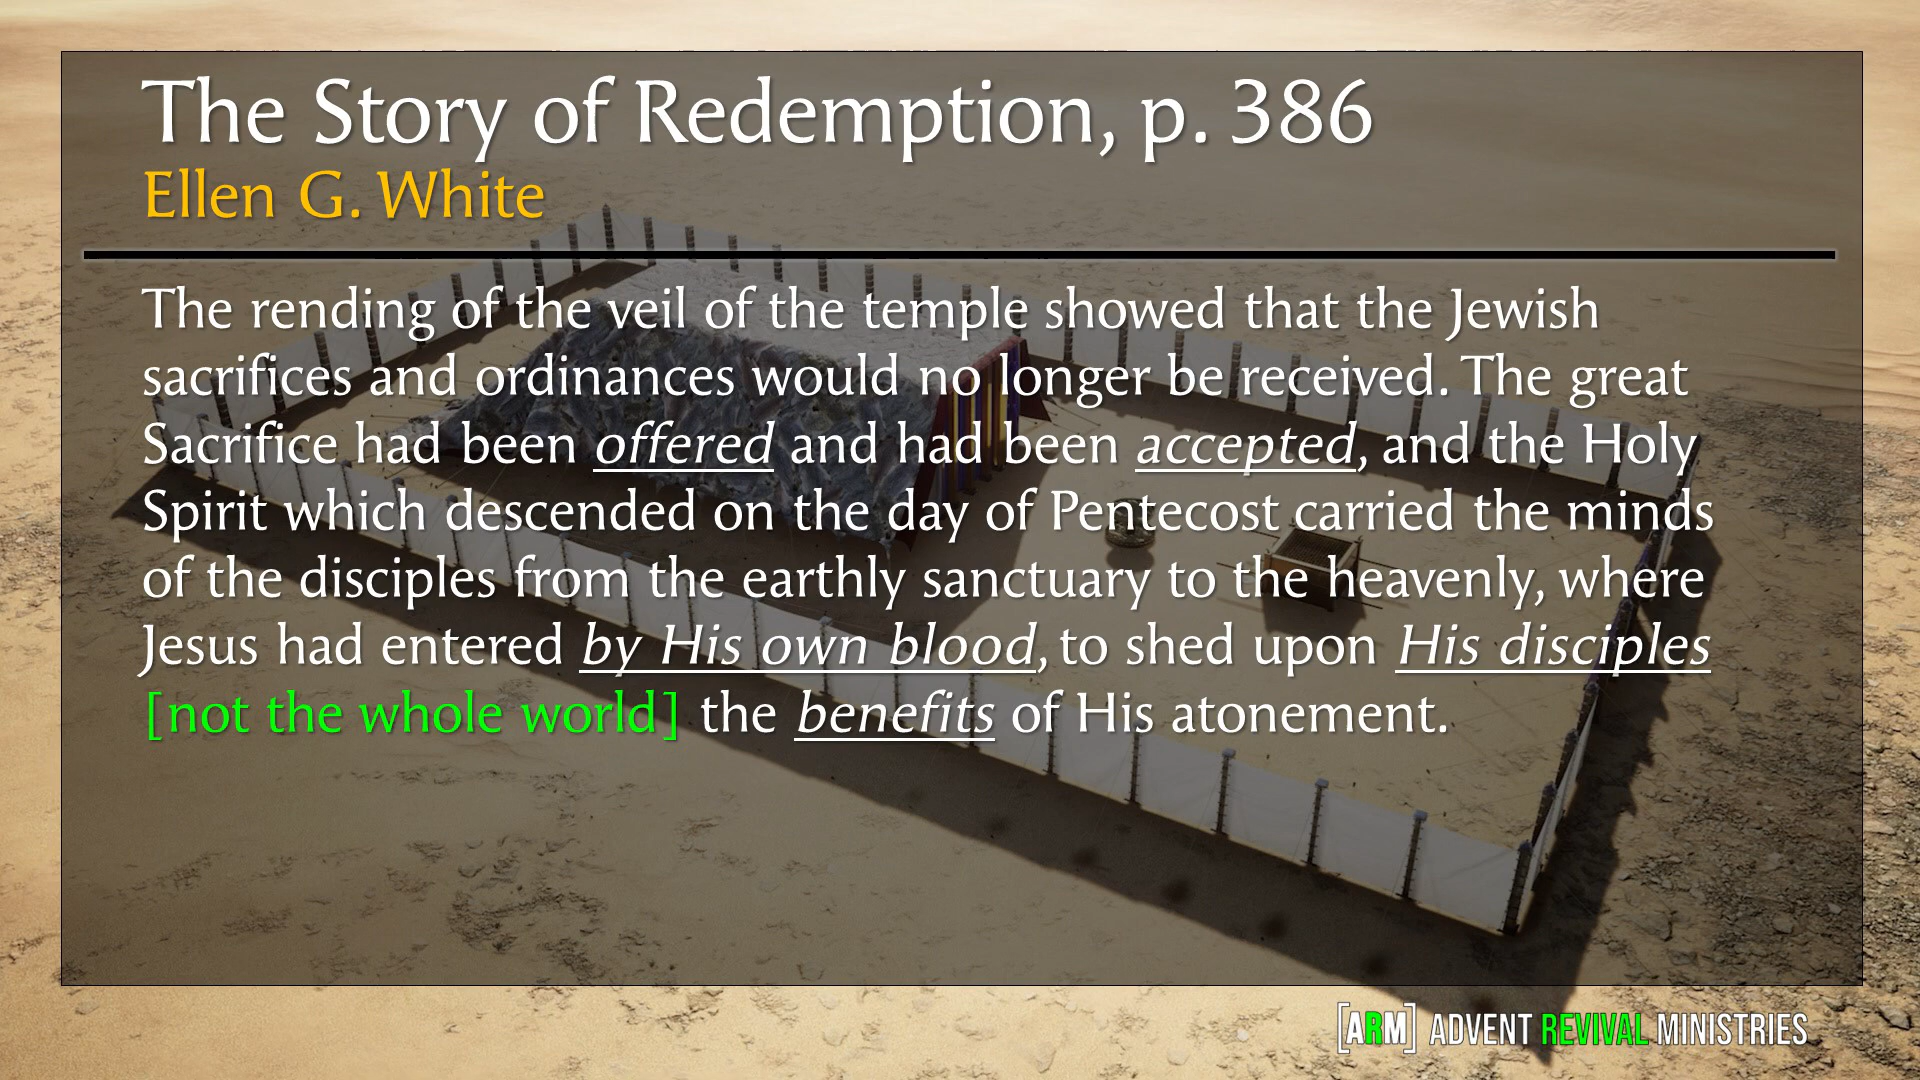 The Story of Redemption, p. 386
Ellen G. White
The rending of the veil of the temple showed that the Jewish
sacrifices and ordinances would no longer be received. The great
Sacrifice had been offered and had been accepted, and the Holy
Spirit which descended on the day of Pentecost carried the minds
of the disciples from the earthly sanctuary to the heavenly, where
Jesus had entered by His own blood, to shed upon His disciples
[not the whole world] the benefits of His atonement.
[ARM] ADVENT REVIVAL MINISTRIES